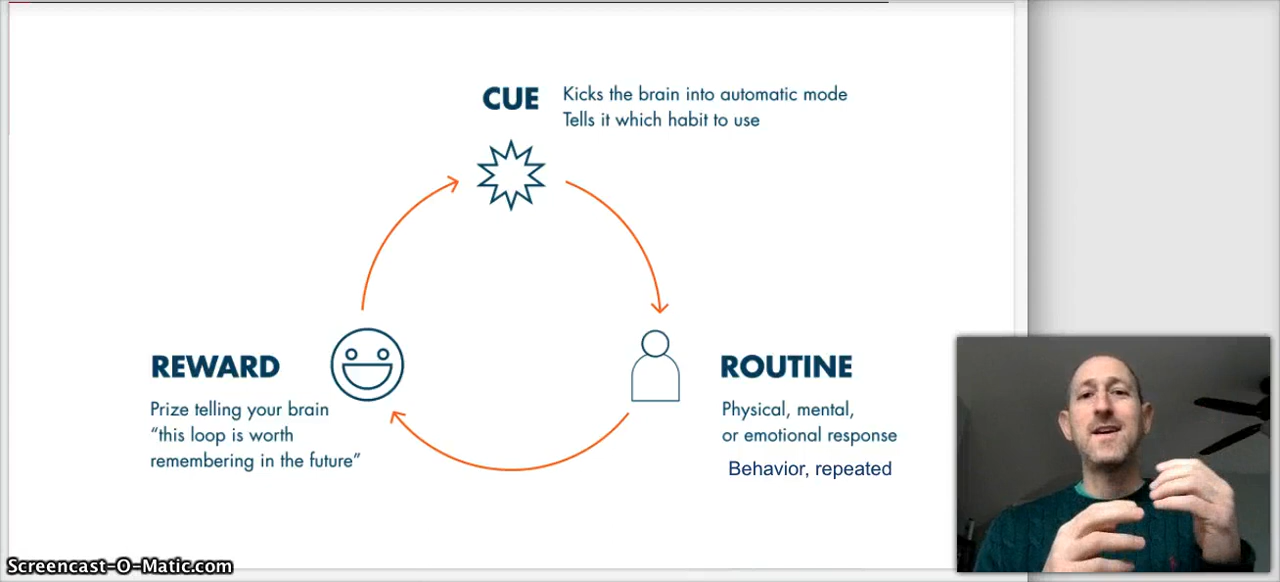 CUE
Kicks the brain into automatic mode
Tells it which habit to use
REWARD
Prize telling your brain
“this loop is worth
remembering in the future”
ROUTINE
Physical, mental,
or emotional response
Behavior, repeated
Screencast-O-Matic.com